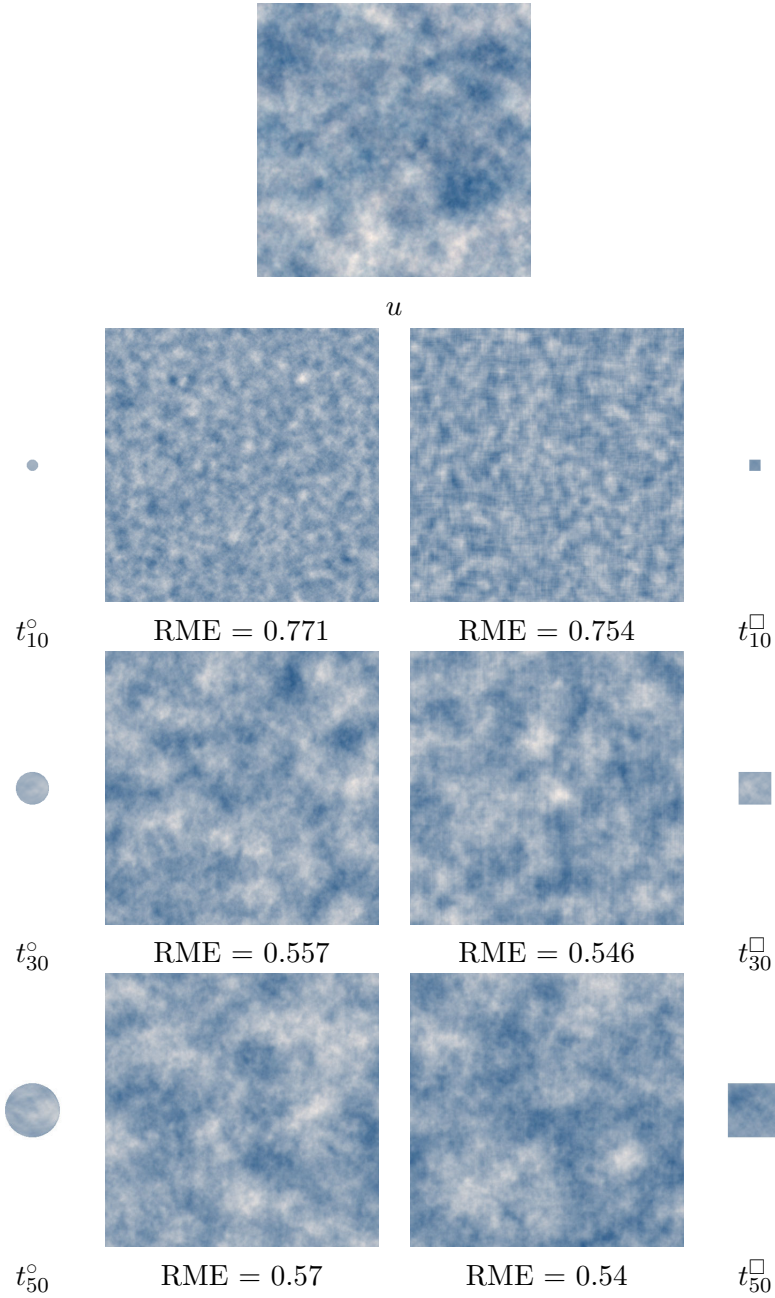 u
t°₁₀ RME = 0.771 RME = 0.754 t□₁₀
t°₃₀ RME = 0.557 RME = 0.546 t□₃₀
t°₅₀ RME = 0.57 RME = 0.54 t□₅₀